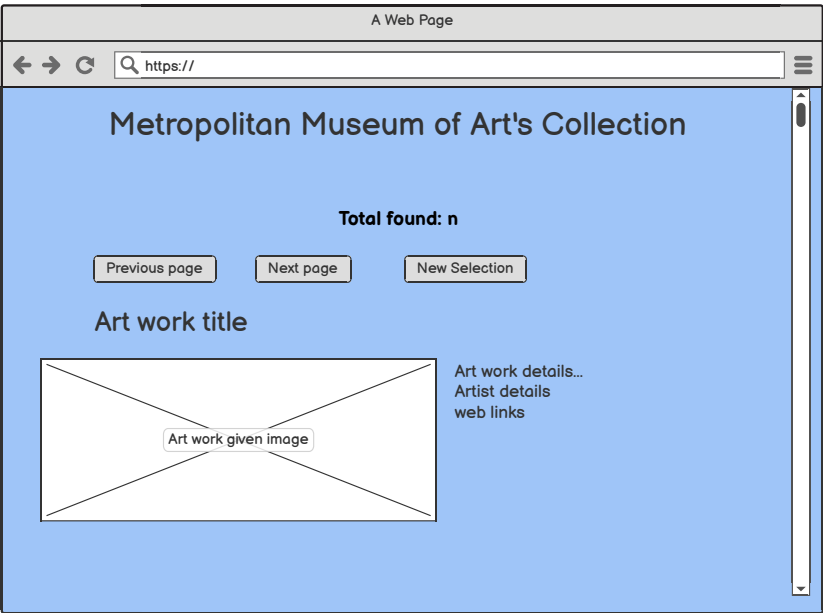 A Web Page
https://
Metropolitan Museum of Art's Collection
Total found: n
Previous page
Next page
New Selection
Art work title
Art work details...
Artist details
web links
Art work given image